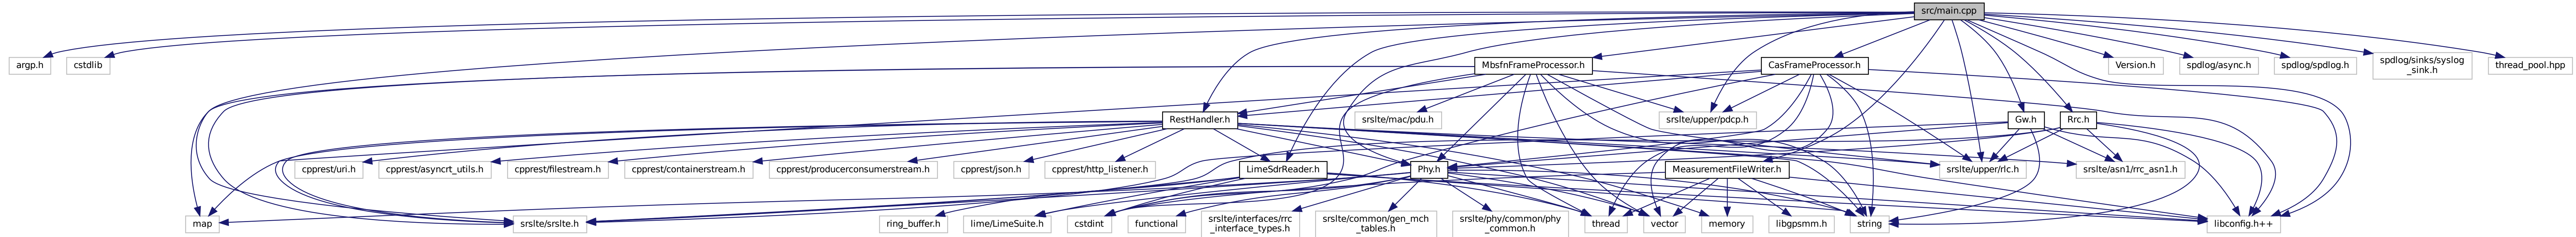 src/main.cpp
argp.h
cstdlib
MbsfnFrameProcessor.h
CasFrameProcessor.h
Version.h
spdlog/async.h
spdlog/spdlog.h
spdlog/sinks/syslog
_sink.h
thread_pool.hpp
RestHandler.h
srslte/mac/pdu.h
srslte/upper/pdcp.h
Gw.h
Rrc.h
cpprest/uri.h
cpprest/asyncrt_utils.h
cpprest/filestream.h
cpprest/containerstream.h
cpprest/producerconsumerstream.h
cpprest/json.h
cpprest/http_listener.h
LimeSdrReader.h
Phy.h
MeasurementFileWriter.h
srslte/upper/rlc.h
srslte/asn1/rrc_asn1.h
map
srslte/srslte.h
ring_buffer.h
lime/LimeSuite.h
cstdint
functional
srslte/interfaces/rrc
_interface_types.h
srslte/common/gen_mch
_tables.h
srslte/phy/common/phy
_common.h
thread
vector
memory
libgpsmm.h
string
libconfig.h++